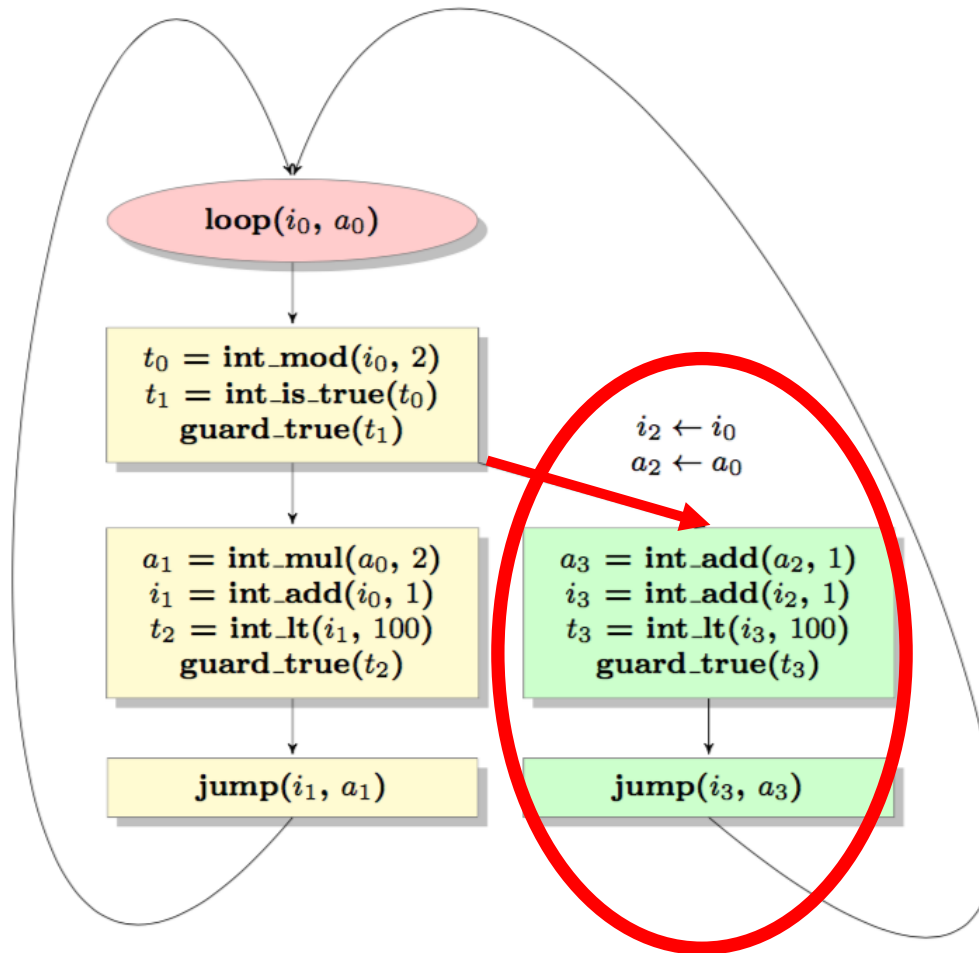 loop(i₀, a₀)
t₀ = int_mod(i₀, 2)
t₁ = int_is_true(t₀)
guard_true(t₁)
a₁ = int_mul(a₀, 2)
i₁ = int_add(i₀, 1)
t₂ = int_lt(i₁, 100)
guard_true(t₂)
jump(i₁, a₁)
i₂ ← i₀
a₂ ← a₀
a₃ = int_add(a₂, 1)
i₃ = int_add(i₂, 1)
t₃ = int_lt(i₃, 100)
guard_true(t₃)
jump(i₃, a₃)